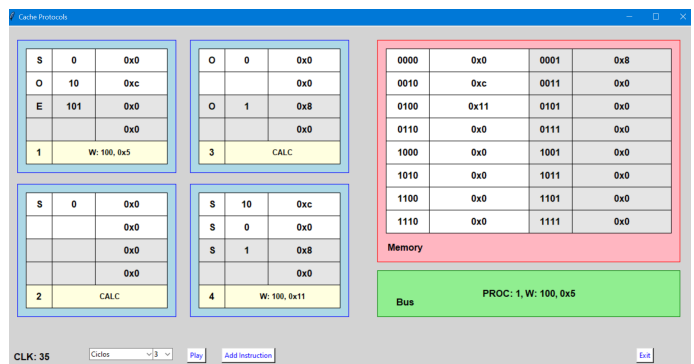 Cache Protocols
S 0 0x0
O 10 0xc
E 101 0x0
0x0
1 W: 100, 0x5
O 0 0x0
0x0
O 1 0x8
0x0
3 CALC
S 0 0x0
0x0
0x0
0x0
2 CALC
S 10 0xc
S 0 0x0
S 1 0x8
0x0
4 W: 100, 0x11
0000 0x0 0001 0x8
0010 0xc 0011 0x0
0100 0x11 0101 0x0
0110 0x0 0111 0x0
1000 0x0 1001 0x0
1010 0x0 1011 0x0
1100 0x0 1101 0x0
1110 0x0 1111 0x0
Memory
PROC: 1, W: 100, 0x5
Bus
CLK: 35 Ciclos 3 Play Add Instruction Exit